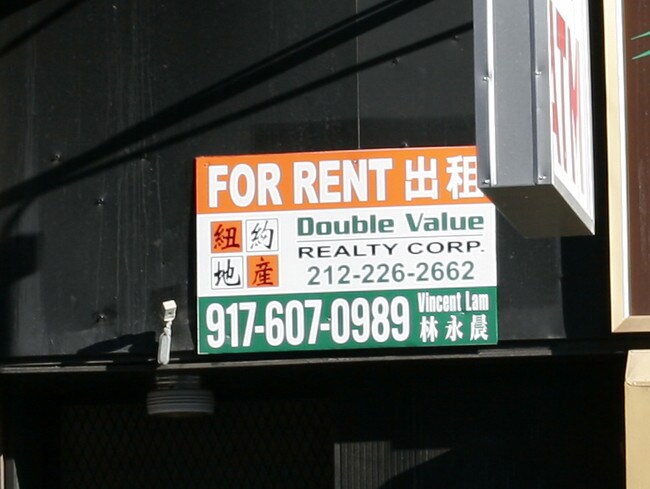 FOR RENT 出租
紐約
地產
Double Value
REALTY CORP.
212-226-2662
917-607-0989
Vincent Lam
林永晨
ATM